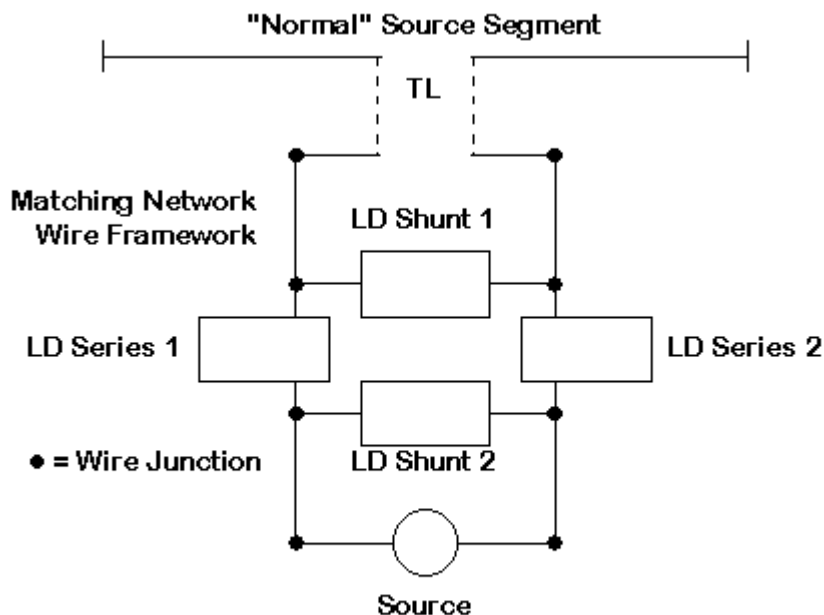 "Normal" Source Segment
TL
Matching Network
Wire Framework
LD Shunt 1
LD Series 1
LD Series 2
LD Shunt 2
● = Wire Junction
Source